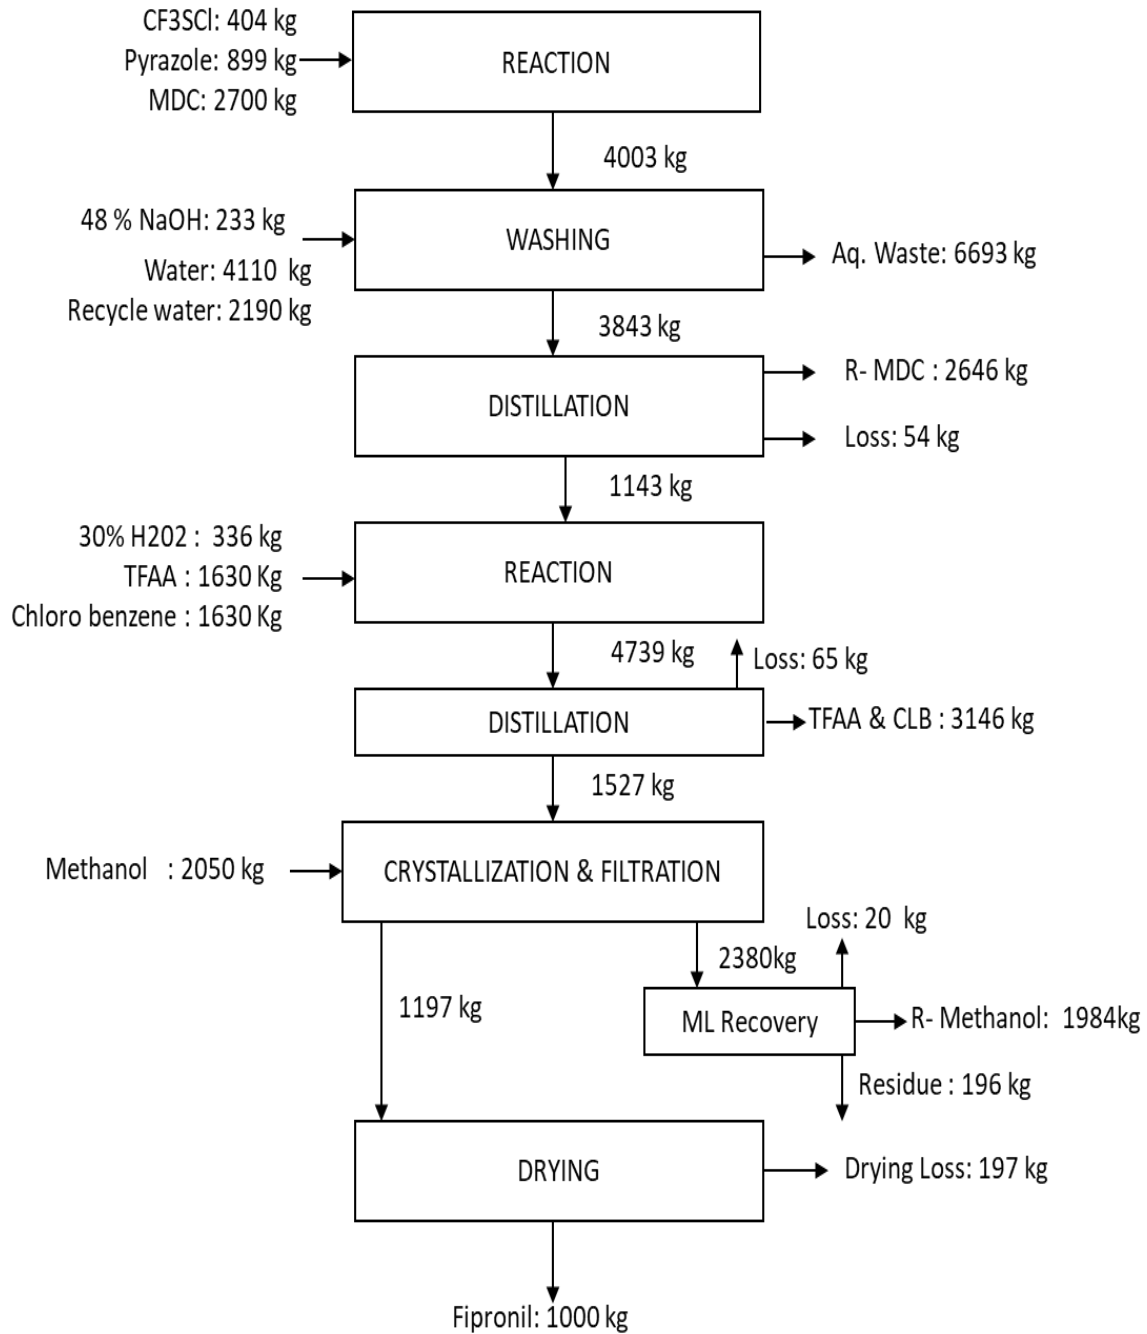 CF3SCl: 404 kg
Pyrazole: 899 kg
MDC: 2700 kg
REACTION
4003 kg
48 % NaOH: 233 kg
Water: 4110 kg
Recycle water: 2190 kg
WASHING
Aq. Waste: 6693 kg
3843 kg
DISTILLATION
R- MDC : 2646 kg
Loss: 54 kg
1143 kg
30% H202 : 336 kg
TFAA : 1630 Kg
Chloro benzene : 1630 Kg
REACTION
4739 kg
Loss: 65 kg
DISTILLATION
TFAA & CLB : 3146 kg
1527 kg
Methanol : 2050 kg
CRYSTALLIZATION & FILTRATION
Loss: 20 kg
2380kg
1197 kg
ML Recovery
R- Methanol: 1984kg
Residue : 196 kg
DRYING
Drying Loss: 197 kg
Fipronil: 1000 kg